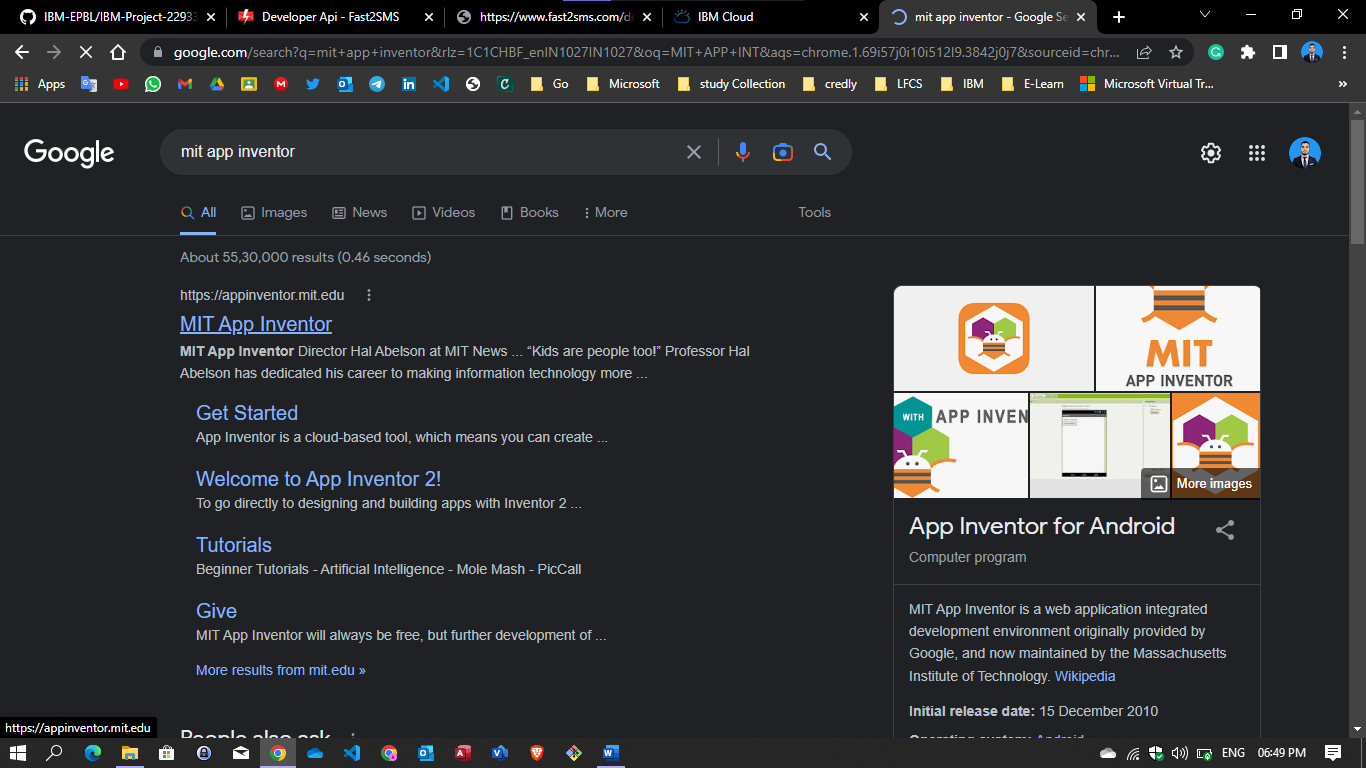 IBM-EPBL/IBM-Project-2293
Developer Api - Fast2SMS
https://www.fast2sms.com/d
IBM Cloud
mit app inventor - Google Se
google.com/search?q=mit+app+inventor&rlz=1C1CHBF_enIN1027IN1027&oq=MIT+APP+INT&aqs=chrome.1.69i57j0i10i512l9.3842j0j7&sourceid=chr...
Apps
Go
Microsoft
study Collection
credly
LFCS
IBM
E-Learn
Microsoft Virtual Tr...
»
Google
mit app inventor
All
Images
News
Videos
Books
More
Tools
About 55,30,000 results (0.46 seconds)
https://appinventor.mit.edu
MIT App Inventor
MIT App Inventor Director Hal Abelson at MIT News ... “Kids are people too!” Professor Hal
Abelson has dedicated his career to making information technology more ...
Get Started
App Inventor is a cloud-based tool, which means you can create ...
Welcome to App Inventor 2!
To go directly to designing and building apps with Inventor 2 ...
Tutorials
Beginner Tutorials - Artificial Intelligence - Mole Mash - PicCall
Give
MIT App Inventor will always be free, but further development of ...
More results from mit.edu »
People also ask
MIT
APP INVENTOR
WITH APP INVEN
More images
App Inventor for Android
Computer program
MIT App Inventor is a web application integrated
development environment originally provided by
Google, and now maintained by the Massachusetts
Institute of Technology. Wikipedia
Initial release date: 15 December 2010
Operating system: Android
https://appinventor.mit.edu
ENG
06:49 PM